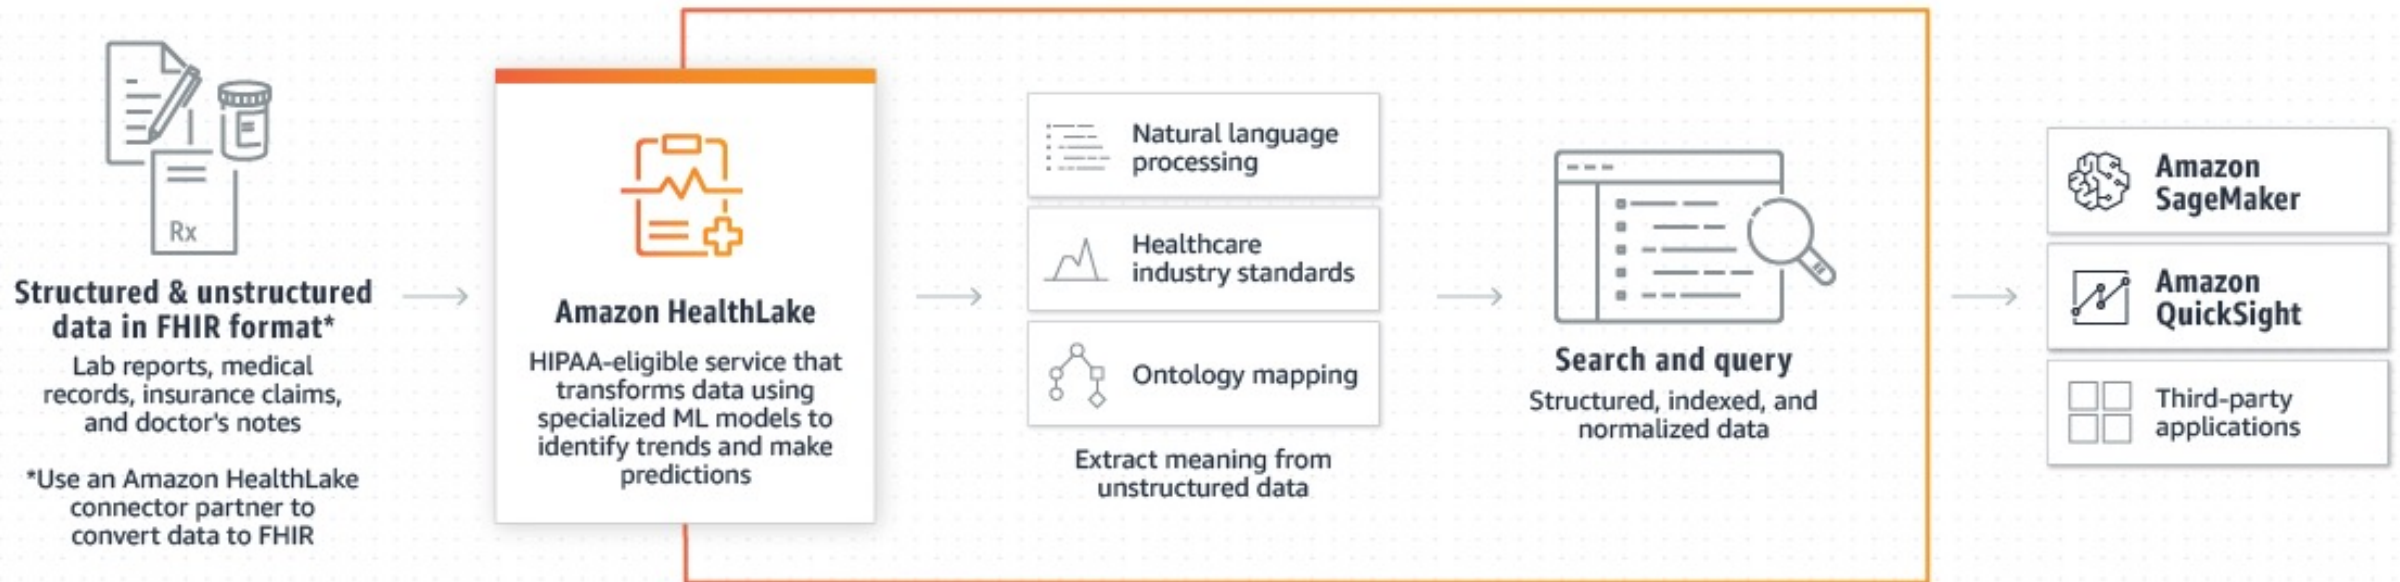 Rx
Structured & unstructured
data in FHIR format*
Lab reports, medical
records, insurance claims,
and doctor's notes
*Use an Amazon HealthLake
connector partner to
convert data to FHIR
Amazon HealthLake
HIPAA-eligible service that
transforms data using
specialized ML models to
identify trends and make
predictions
Natural language
processing
Healthcare
industry standards
Ontology mapping
Extract meaning from
unstructured data
Search and query
Structured, indexed, and
normalized data
Amazon
SageMaker
Amazon
QuickSight
Third-party
applications